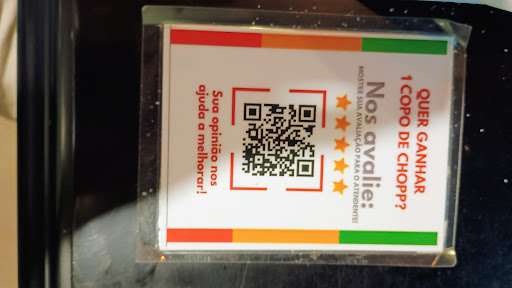 QUER GANHAR
1 COPO DE CHOPP?
Nos avalie:
MOSTRE SUA AVALIAÇÃO PARA O ATENDENTE!
Sua opinião nos
ajuda a melhorar!